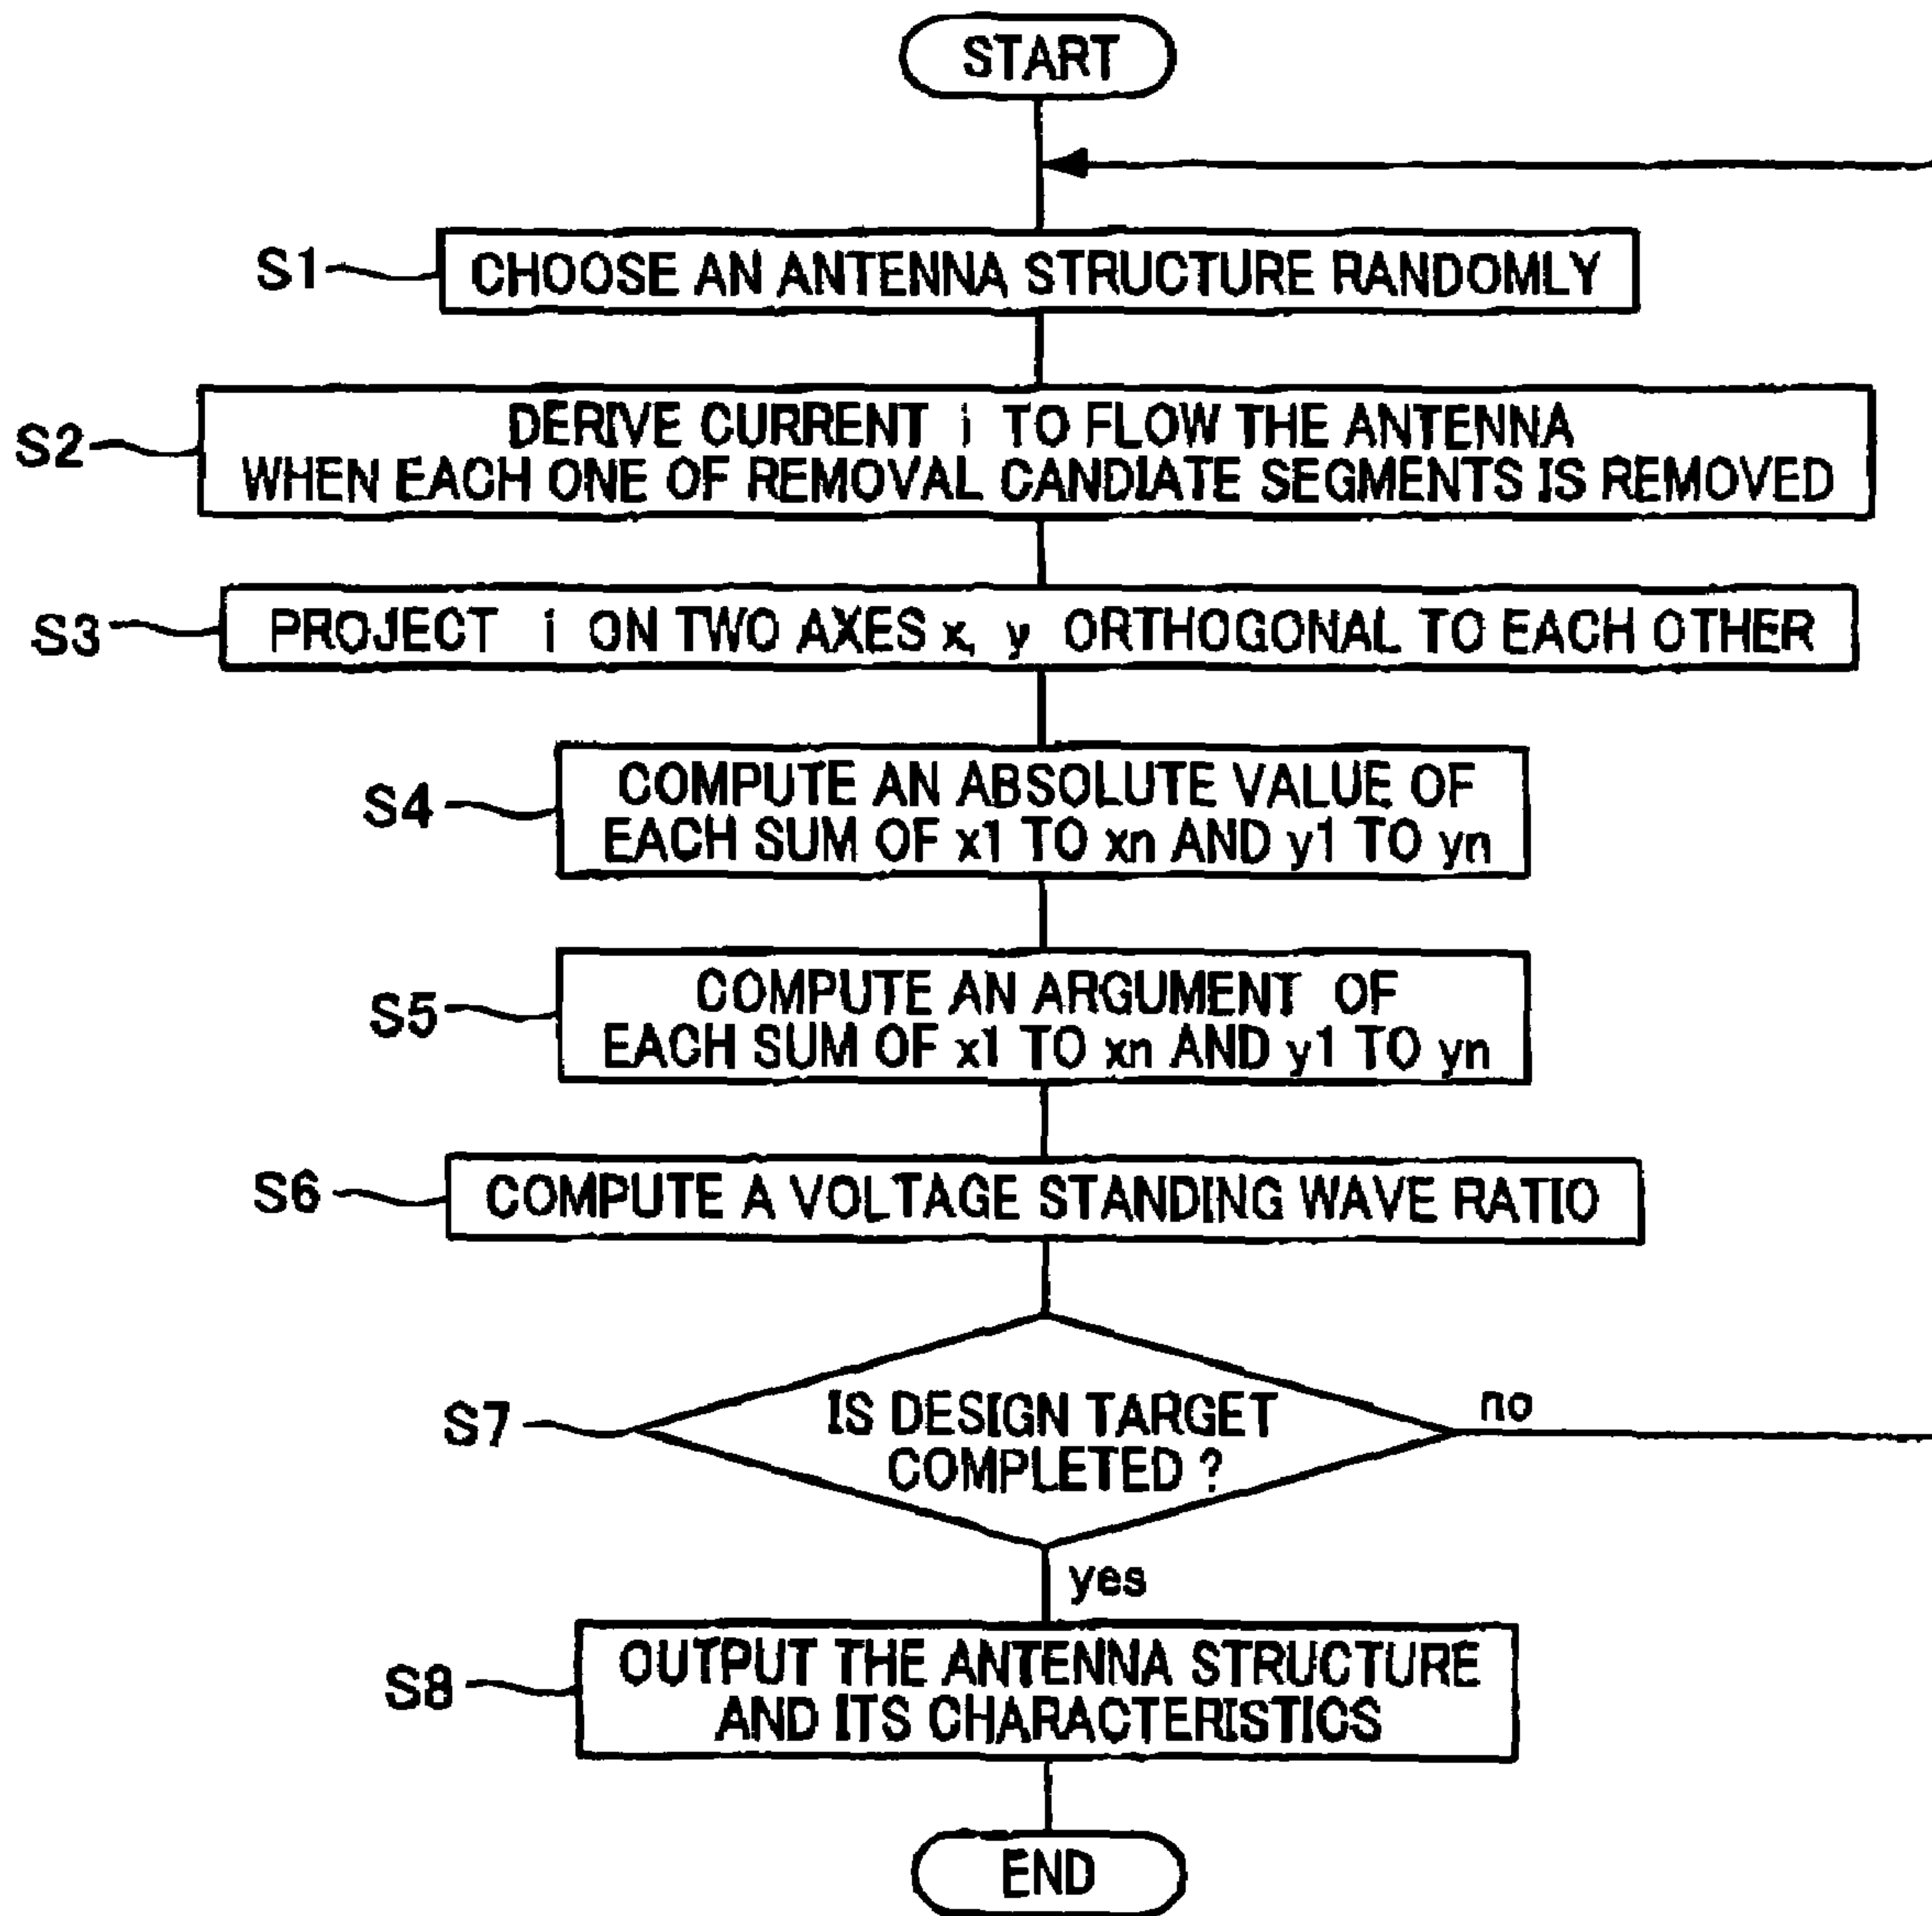 START
S1
CHOOSE AN ANTENNA STRUCTURE RANDOMLY
S2
DERIVE CURRENT i TO FLOW THE ANTENNA
WHEN EACH ONE OF REMOVAL CANDIATE SEGMENTS IS REMOVED
S3
PROJECT i ON TWO AXES x, y ORTHOGONAL TO EACH OTHER
S4
COMPUTE AN ABSOLUTE VALUE OF
EACH SUM OF x1 TO xn AND y1 TO yn
S5
COMPUTE AN ARGUMENT OF
EACH SUM OF x1 TO xn AND y1 TO yn
S6
COMPUTE A VOLTAGE STANDING WAVE RATIO
S7
IS DESIGN TARGET
COMPLETED ?
no
yes
S8
OUTPUT THE ANTENNA STRUCTURE
AND ITS CHARACTERISTICS
END